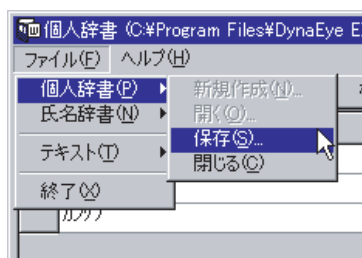 個人辞書 (C:¥Program Files¥DynaEye E
ファイル(F) ヘルプ(H)
個人辞書(P)
氏名辞書(N)
テキスト(T)
終了(X)
新規作成(N)...
開く(O)...
保存(S)...
閉じる(C)